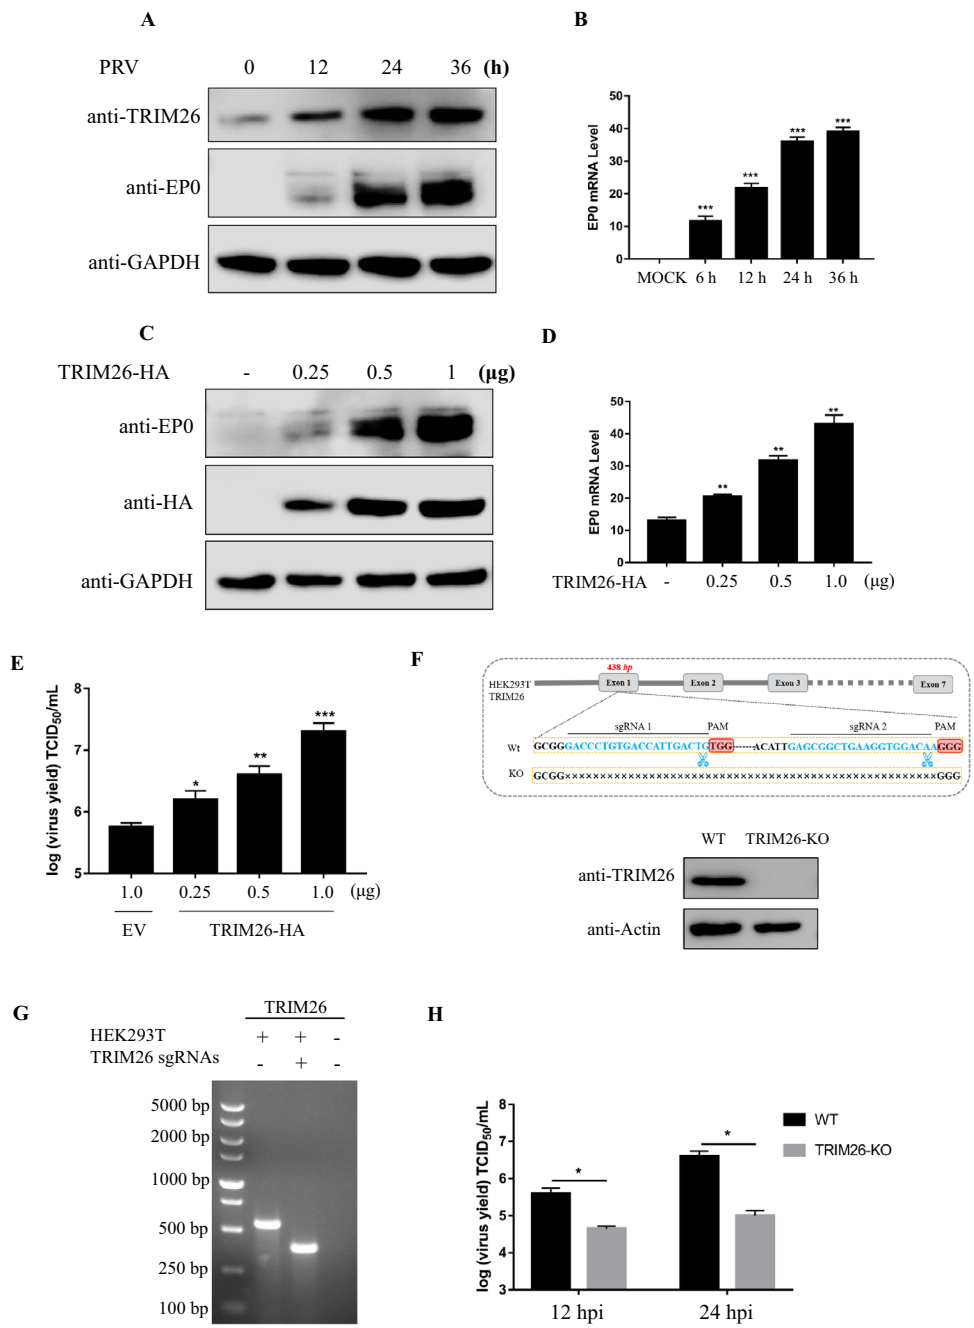 A
PRV 0 12 24 36 (h)
anti-TRIM26
anti-EP0
anti-GAPDH
B
EP0 mRNA Level
50
40
30
20
10
0
*** *** *** ***
MOCK 6 h 12 h 24 h 36 h
C
TRIM26-HA - 0.25 0.5 1 (μg)
anti-EP0
anti-HA
anti-GAPDH
D
EP0 mRNA Level
50
40
30
20
10
0
** ** **
TRIM26-HA - 0.25 0.5 1.0 (μg)
E
log (virus yield) TCID50/mL
8
7
6
5
* ** ***
1.0 0.25 0.5 1.0 (μg)
EV TRIM26-HA
F
438 bp
HEK293T
TRIM26
Exon 1 Exon 2 Exon 3 Exon 7
sgRNA 1 PAM sgRNA 2 PAM
Wt GCGGGACCCTGTGACCATTGACTGTGG------ACATTGAGCGGCTGAAGGTGGACAAGGG
KO GCGG×××××××××××××××××××××××××××××××××××××××××××××××××××××GGG
WT TRIM26-KO
anti-TRIM26
anti-Actin
G
TRIM26
HEK293T + + -
TRIM26 sgRNAs - + -
5000 bp
2000 bp
1000 bp
500 bp
250 bp
100 bp
H
log (virus yield) TCID50/mL
8
7
6
5
4
3
* *
WT
TRIM26-KO
12 hpi 24 hpi